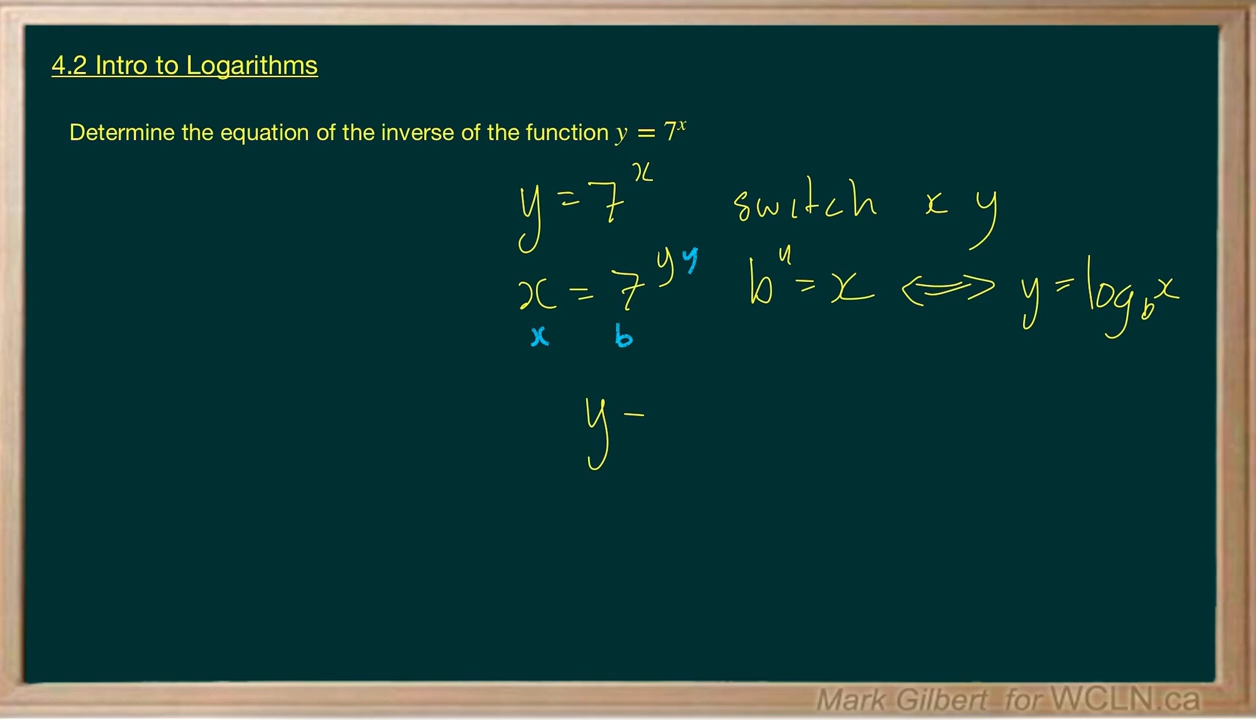 4.2 Intro to Logarithms
Determine the equation of the inverse of the function y = 7^x
y = 7^x switch x y
x = 7^y y b^y = x ⟺ y = log_b x
x b
y –
Mark Gilbert for WCLN.ca